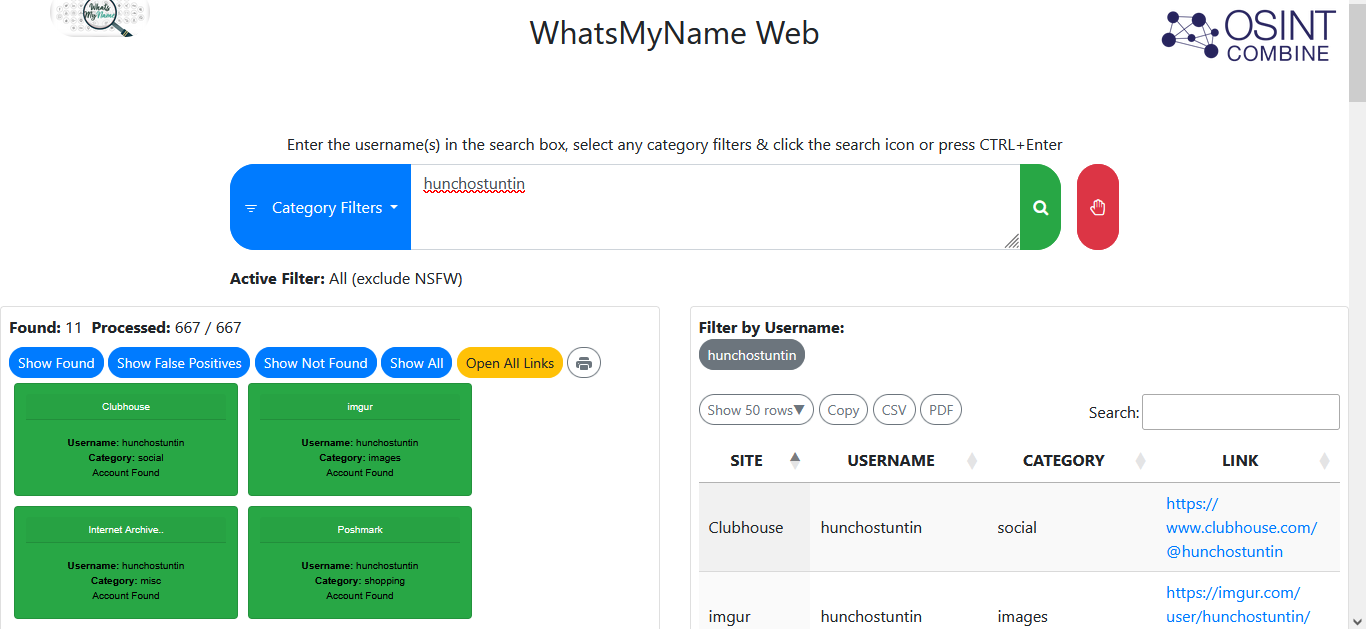 Whats
MyName
WhatsMyName Web
OSINT
COMBINE
Enter the username(s) in the search box, select any category filters & click the search icon or press CTRL+Enter
Category Filters
hunchostuntin
Active Filter: All (exclude NSFW)
Found: 11 Processed: 667 / 667
Show Found Show False Positives Show Not Found Show All Open All Links
Clubhouse
Username: hunchostuntin
Category: social
Account Found
imgur
Username: hunchostuntin
Category: images
Account Found
Internet Archive..
Username: hunchostuntin
Category: misc
Account Found
Poshmark
Username: hunchostuntin
Category: shopping
Account Found
Filter by Username:
hunchostuntin
Show 50 rows▼ Copy CSV PDF
Search:
SITE USERNAME CATEGORY LINK
Clubhouse hunchostuntin social https://
www.clubhouse.com/
@hunchostuntin
imgur hunchostuntin images https://imgur.com/
user/hunchostuntin/